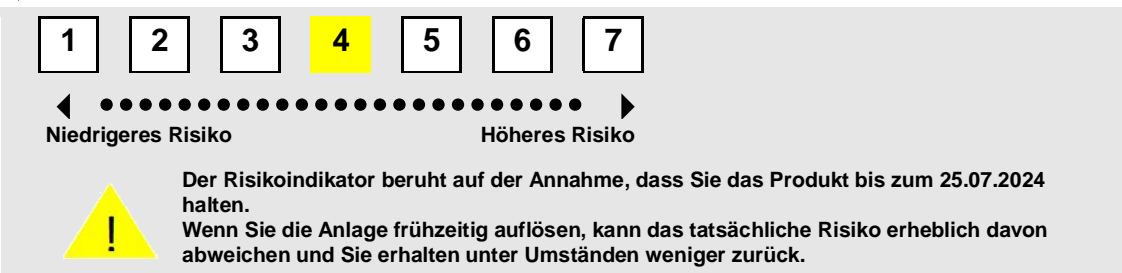 1 2 3 4 5 6 7
Niedrigeres Risiko Höheres Risiko
Der Risikoindikator beruht auf der Annahme, dass Sie das Produkt bis zum 25.07.2024
halten.
Wenn Sie die Anlage frühzeitig auflösen, kann das tatsächliche Risiko erheblich davon
abweichen und Sie erhalten unter Umständen weniger zurück.
!